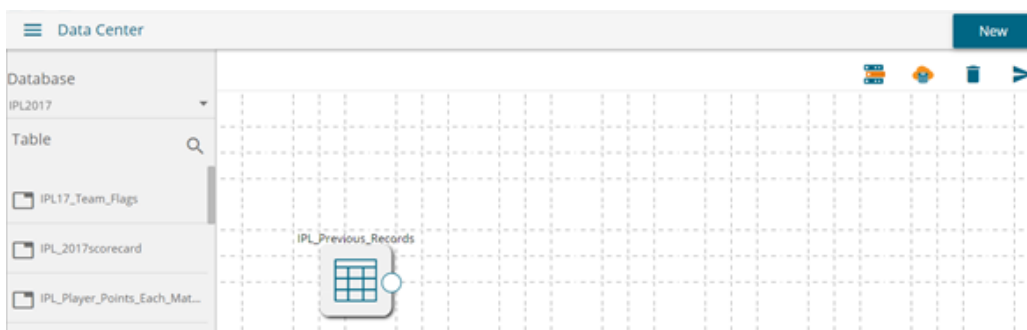 Data Center
New
Database
IPL2017
Table
IPL17_Team_Flags
IPL_2017scorecard
IPL_Player_Points_Each_Mat...
IPL_Previous_Records